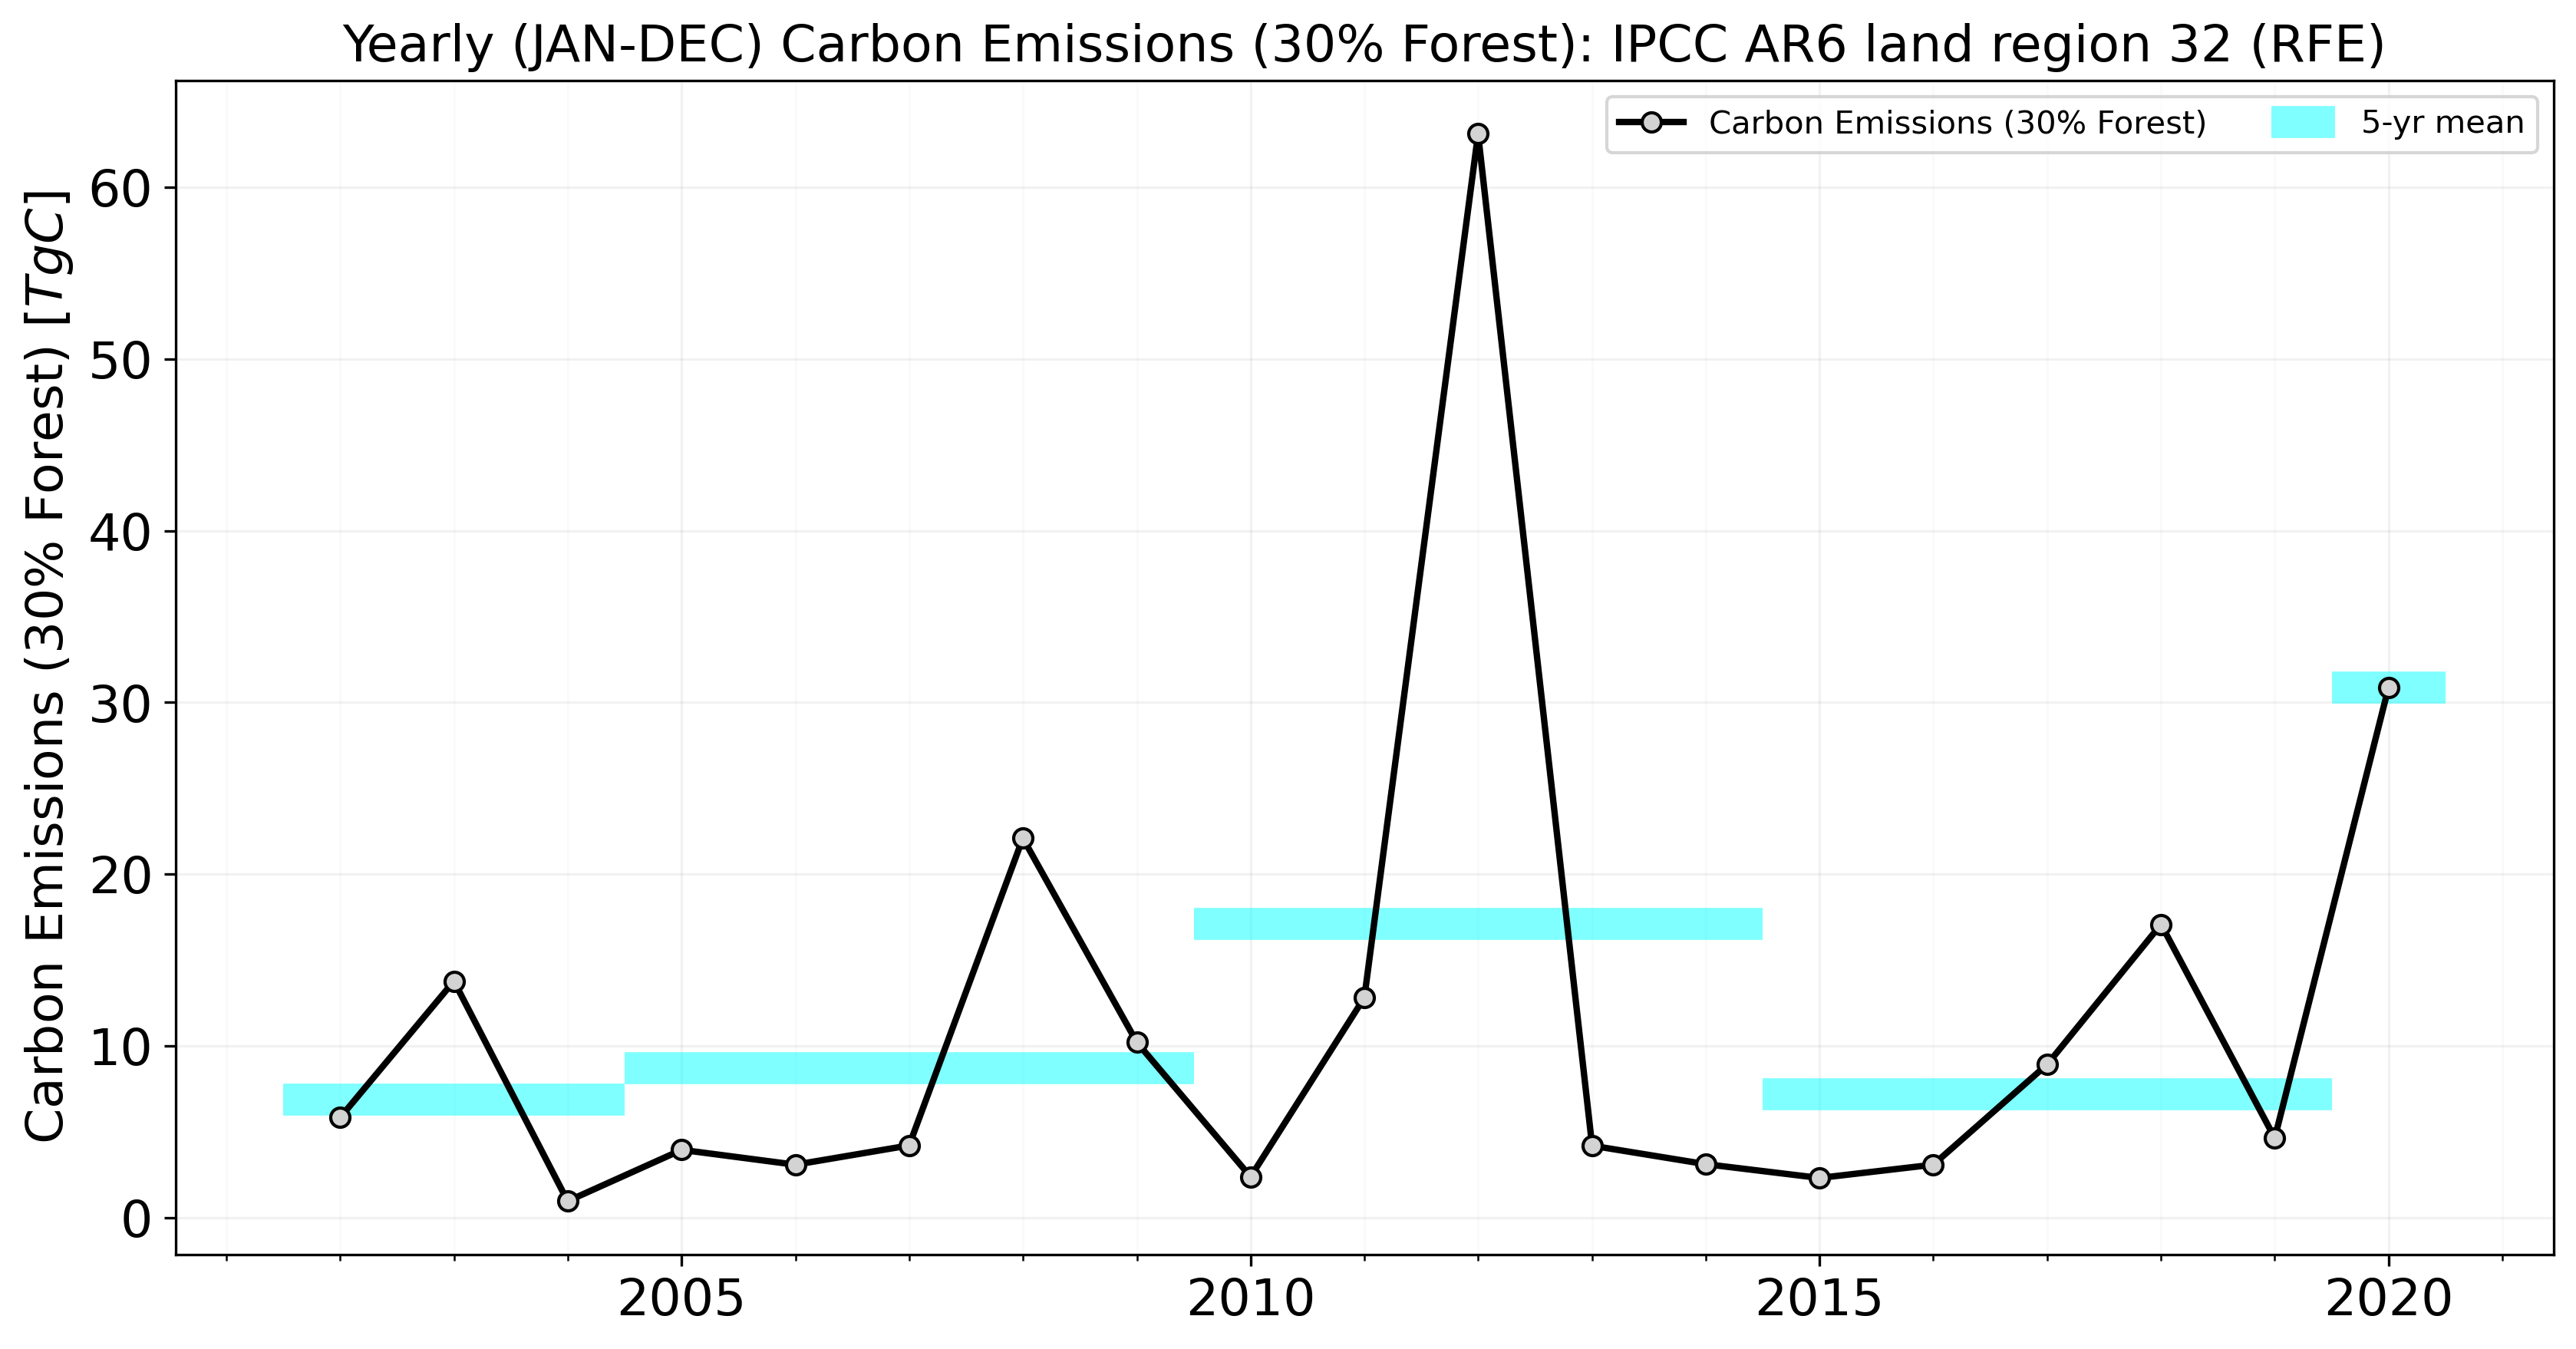 Yearly (JAN-DEC) Carbon Emissions (30% Forest): IPCC AR6 land region 32 (RFE)
Carbon Emissions (30% Forest) 5-yr mean
Carbon Emissions (30% Forest) [TgC]
60
50
40
30
20
10
0
2005 2010 2015 2020